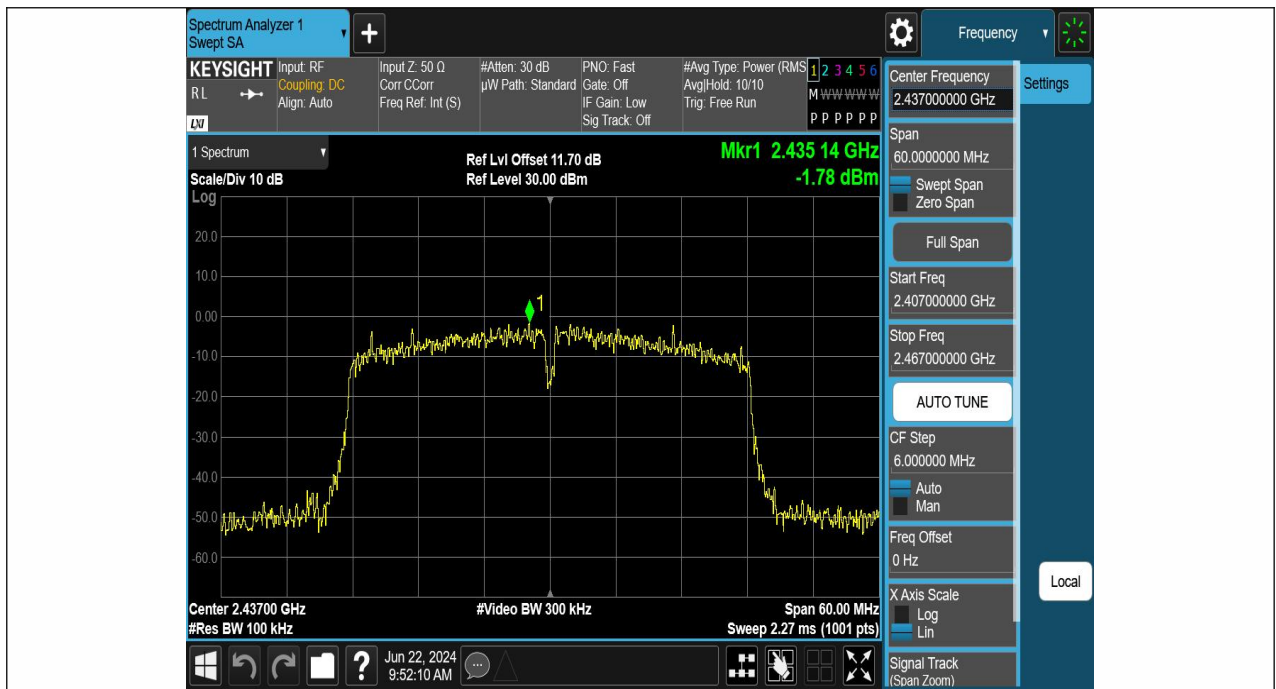 Spectrum Analyzer 1
Swept SA
Frequency
KEYSIGHT
RL
LXI
Input: RF
Coupling: DC
Align: Auto
Input Z: 50 Ω
Corr CCorr
Freq Ref: Int (S)
#Atten: 30 dB
µW Path: Standard
PNO: Fast
Gate: Off
IF Gain: Low
Sig Track: Off
#Avg Type: Power (RMS
Avg|Hold: 10/10
Trig: Free Run
1 2 3 4 5 6
M W W W W W
P P P P P P
1 Spectrum
Scale/Div 10 dB
Log
Ref Lvl Offset 11.70 dB
Ref Level 30.00 dBm
Mkr1 2.435 14 GHz
-1.78 dBm
20.0
10.0
0.00
-10.0
-20.0
-30.0
-40.0
-50.0
-60.0
1
Center 2.43700 GHz
#Res BW 100 kHz
#Video BW 300 kHz
Span 60.00 MHz
Sweep 2.27 ms (1001 pts)
?
Jun 22, 2024
9:52:10 AM
Center Frequency
2.437000000 GHz
Settings
Span
60.0000000 MHz
Swept Span
Zero Span
Full Span
Start Freq
2.407000000 GHz
Stop Freq
2.467000000 GHz
AUTO TUNE
CF Step
6.000000 MHz
Auto
Man
Freq Offset
0 Hz
Local
X Axis Scale
Log
Lin
Signal Track
(Span Zoom)